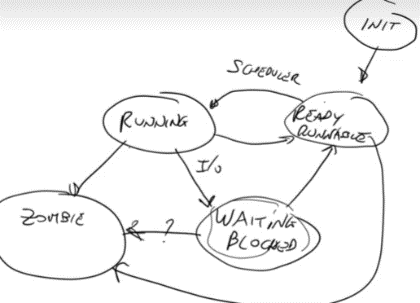 INIT
SCHEDULER
RUNNING
READY
RUNNABLE
I/O
ZOMBIE
?
WAITING
BLOCKED